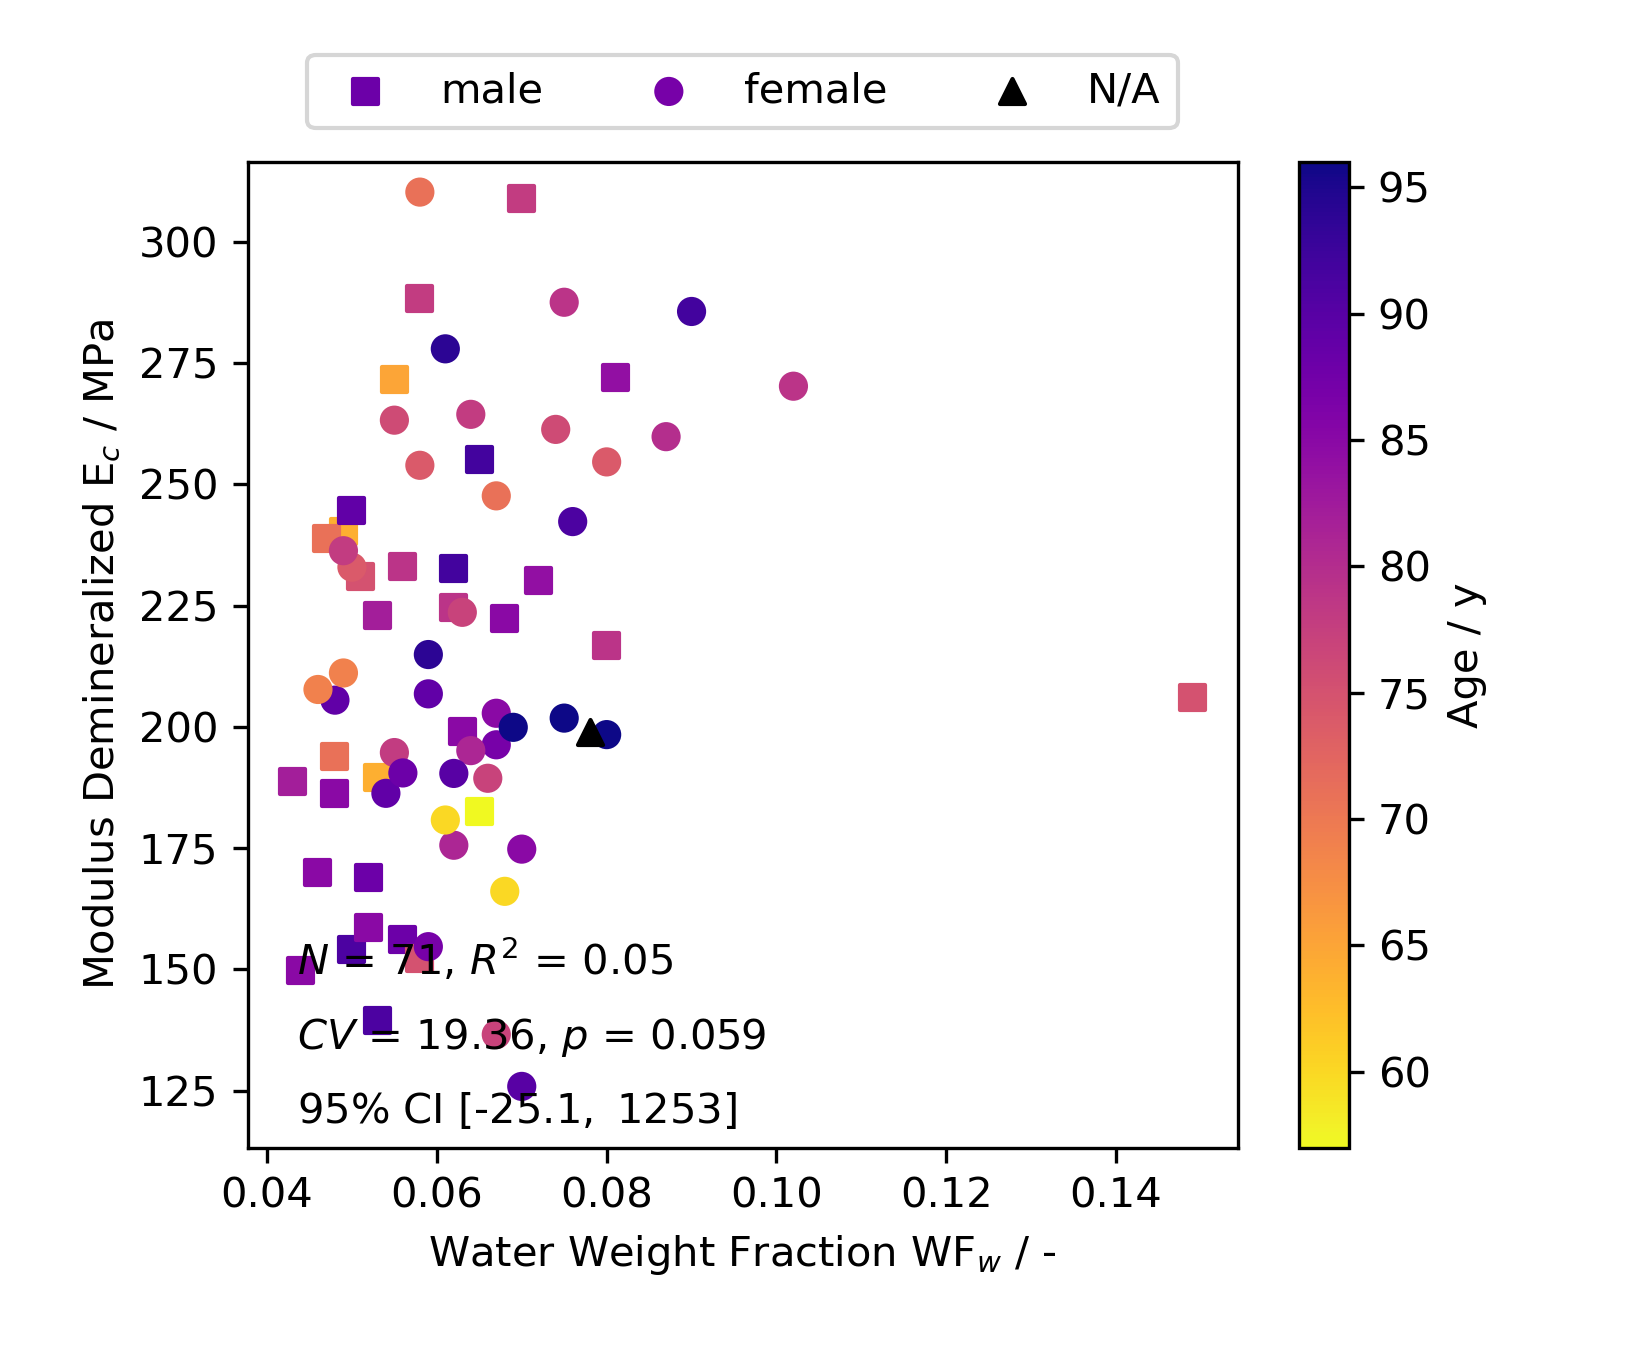 male female N/A
300
275
250
225
200
175
150
125
Modulus Demineralized E_c / MPa
N = 71, R² = 0.05
CV = 19.36, p = 0.059
95% CI [-25.1, 1253]
0.04 0.06 0.08 0.10 0.12 0.14
Water Weight Fraction WF_w / -
95
90
85
80
75
70
65
60
Age / y